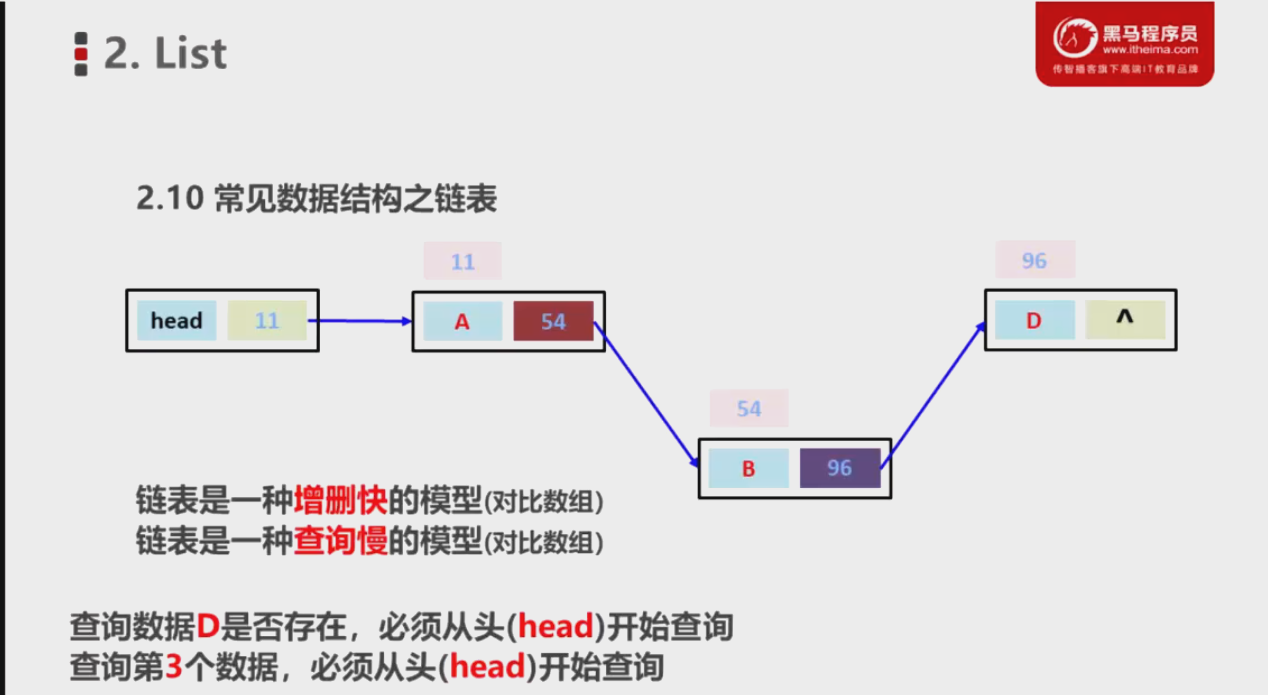 2. List
黑马程序员
www.itheima.com
传智播客旗下高端IT教育品牌
2.10 常见数据结构之链表
11
96
head 11
A 54
D ^
54
B 96
链表是一种增删快的模型(对比数组)
链表是一种查询慢的模型(对比数组)
查询数据D是否存在，必须从头(head)开始查询
查询第3个数据，必须从头(head)开始查询